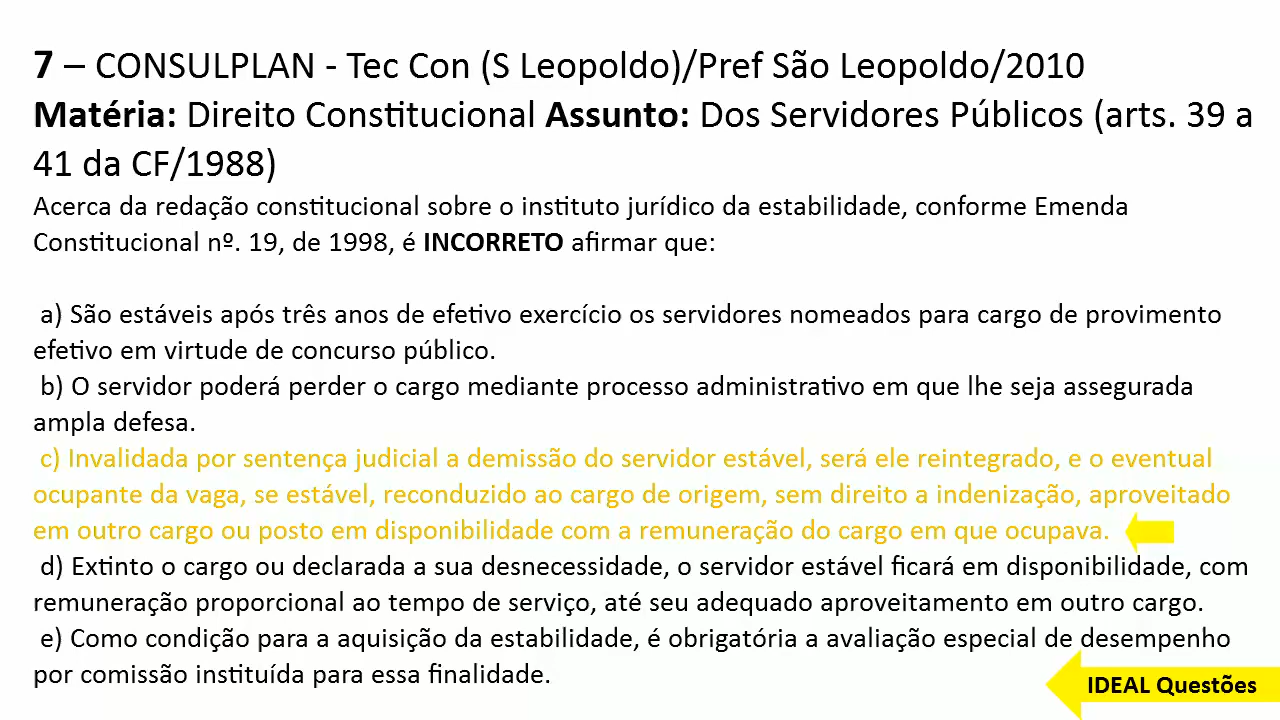 7 – CONSULPLAN - Tec Con (S Leopoldo)/Pref São Leopoldo/2010
Matéria: Direito Constitucional Assunto: Dos Servidores Públicos (arts. 39 a
41 da CF/1988)
Acerca da redação constitucional sobre o instituto jurídico da estabilidade, conforme Emenda
Constitucional nº. 19, de 1998, é INCORRETO afirmar que:
a) São estáveis após três anos de efetivo exercício os servidores nomeados para cargo de provimento
efetivo em virtude de concurso público.
b) O servidor poderá perder o cargo mediante processo administrativo em que lhe seja assegurada
ampla defesa.
c) Invalidada por sentença judicial a demissão do servidor estável, será ele reintegrado, e o eventual
ocupante da vaga, se estável, reconduzido ao cargo de origem, sem direito a indenização, aproveitado
em outro cargo ou posto em disponibilidade com a remuneração do cargo em que ocupava.
d) Extinto o cargo ou declarada a sua desnecessidade, o servidor estável ficará em disponibilidade, com
remuneração proporcional ao tempo de serviço, até seu adequado aproveitamento em outro cargo.
e) Como condição para a aquisição da estabilidade, é obrigatória a avaliação especial de desempenho
por comissão instituída para essa finalidade.
IDEAL Questões